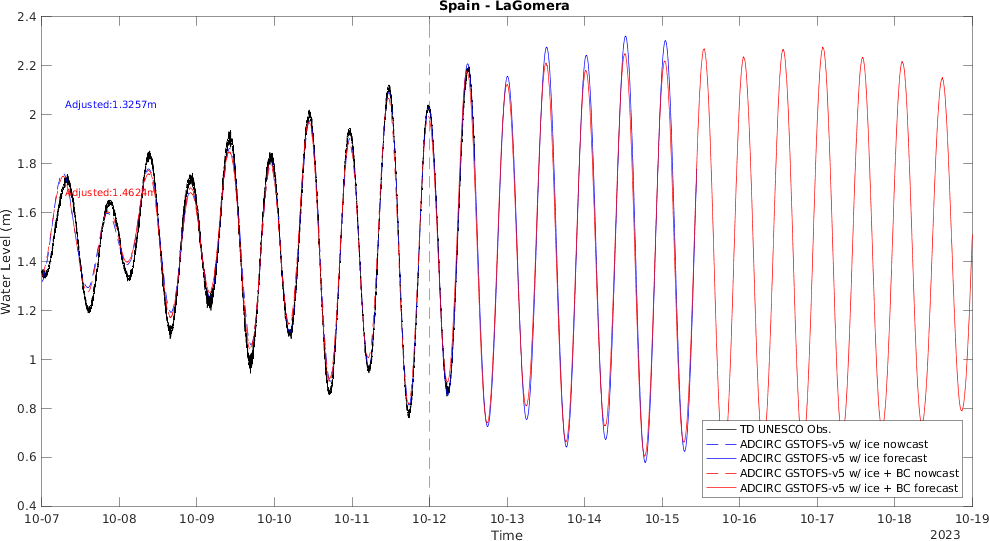 Spain - LaGomera
2.4
2.2
2
1.8
1.6
1.4
1.2
1
0.8
0.6
0.4
Water Level (m)
Adjusted:1.3257m
Adjusted:1.4624m
TD UNESCO Obs.
ADCIRC GSTOFS-v5 w/ ice nowcast
ADCIRC GSTOFS-v5 w/ ice forecast
ADCIRC GSTOFS-v5 w/ ice + BC nowcast
ADCIRC GSTOFS-v5 w/ ice + BC forecast
10-07 10-08 10-09 10-10 10-11 10-12 10-13 10-14 10-15 10-16 10-17 10-18 10-19
Time
2023